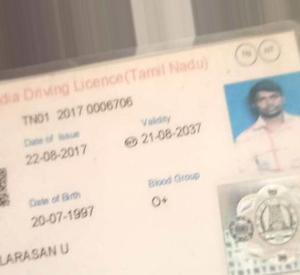 dia Driving Licence (Tamil Nadu)
TN01 2017 0006706
Date of Issue
Validity
22-08-2017
21-08-2037
Date of Birth
Blood Group
20-07-1997
O+
LARASAN U